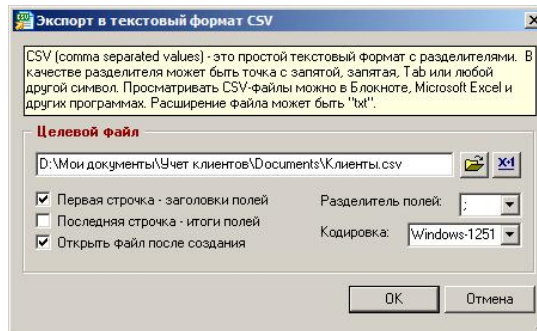 Экспорт в текстовый формат CSV
CSV (comma separated values) - это простой текстовый формат с разделителями. В
качестве разделителя может быть точка с запятой, запятая, Tab или любой
другой символ. Просматривать CSV-файлы можно в Блокноте, Microsoft Excel и
других программах. Расширение файла может быть "txt".
Целевой файл
D:\Мои документы\Учет клиентов\Documents\Клиенты.csv
Первая строчка - заголовки полей
Разделитель полей: ;
Последняя строчка - итоги полей
Кодировка: Windows-1251
Открыть файл после создания
OK Отмена